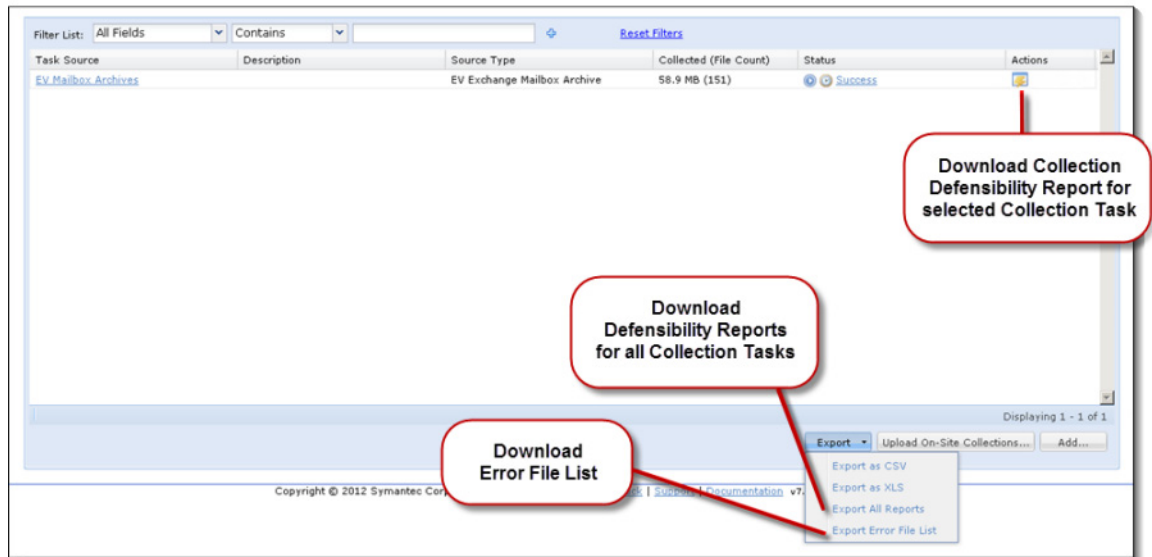 Filter List: All Fields Contains Reset Filters
Task Source Description Source Type Collected (File Count) Status Actions
EV Mailbox Archives EV Exchange Mailbox Archive 58.9 MB (151) Success
Download Collection
Defensibility Report for
selected Collection Task
Download
Defensibility Reports
for all Collection Tasks
Displaying 1 - 1 of 1
Export Upload On-Site Collections... Add...
Download
Error File List
Export as CSV
Export as XLS
Export All Reports
Export Error File List
Copyright © 2012 Symantec Cor | Support | Documentation v7.